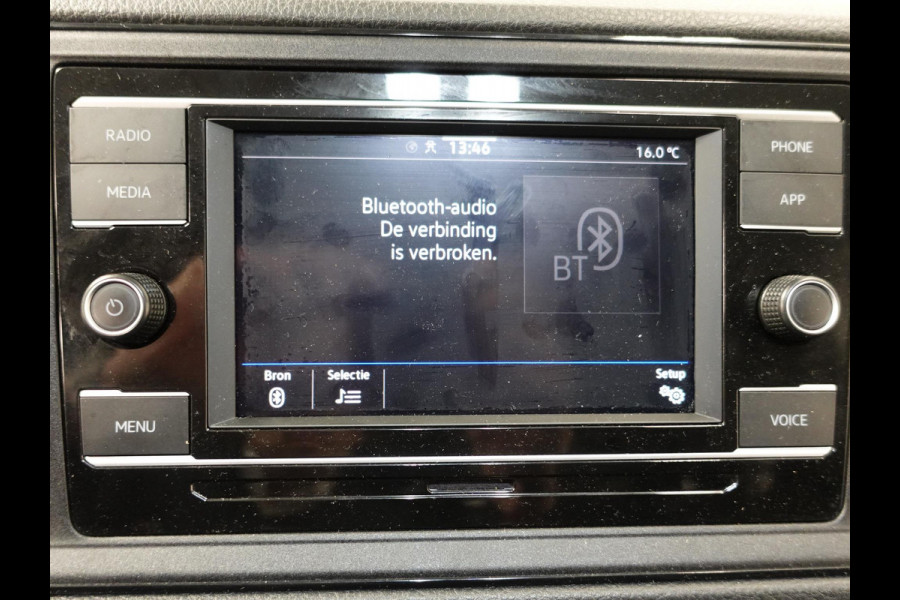 RADIO
MEDIA
MENU
13:46
16.0°C
Bluetooth-audio
De verbinding
is verbroken.
BT
Bron
Selectie
Setup
PHONE
APP
VOICE